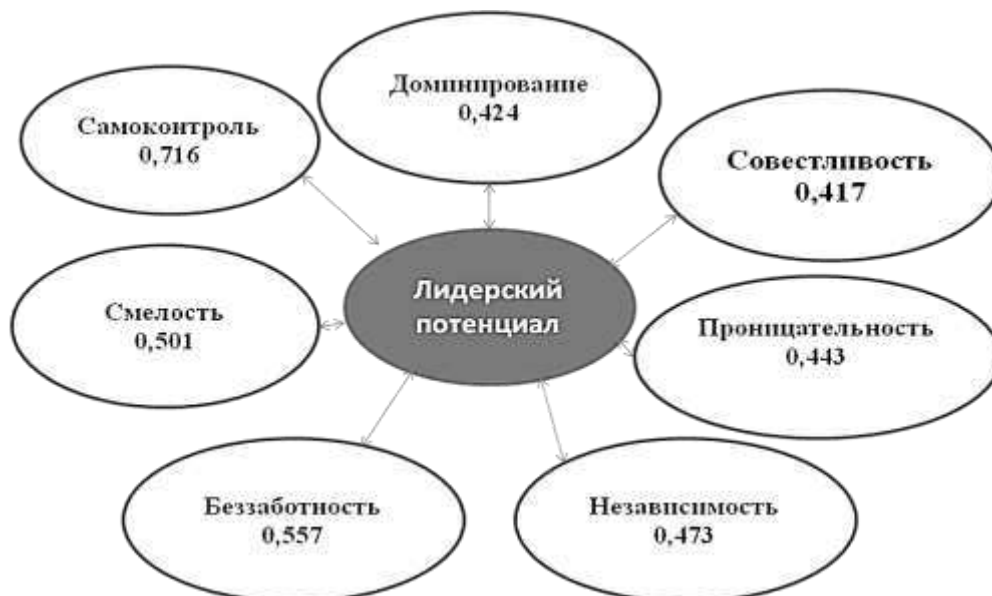 Доминирование
0,424
Самоконтроль
0,716
Совестливость
0,417
Лидерский
потенциал
Смелость
0,501
Проницательность
0,443
Беззаботность
0,557
Независимость
0,473